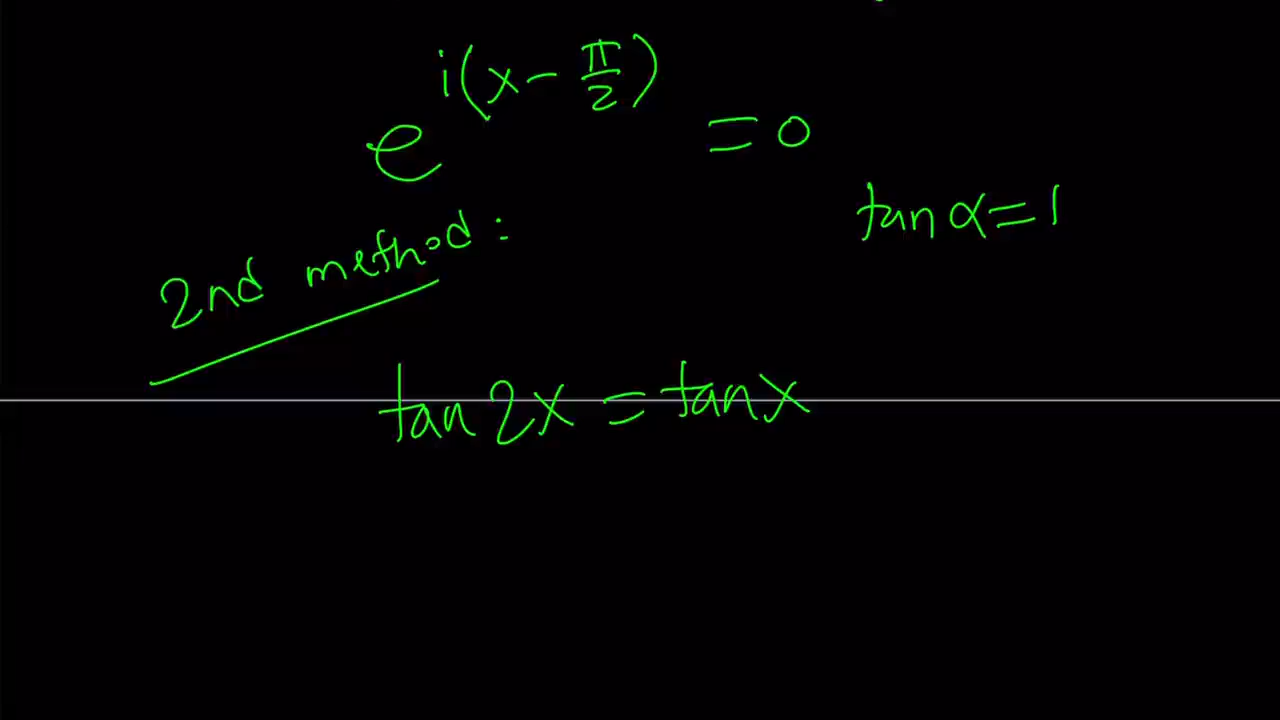 e^{i(x - π/2)} = 0
tan α = 1
2nd method:
tan 2x = tan x